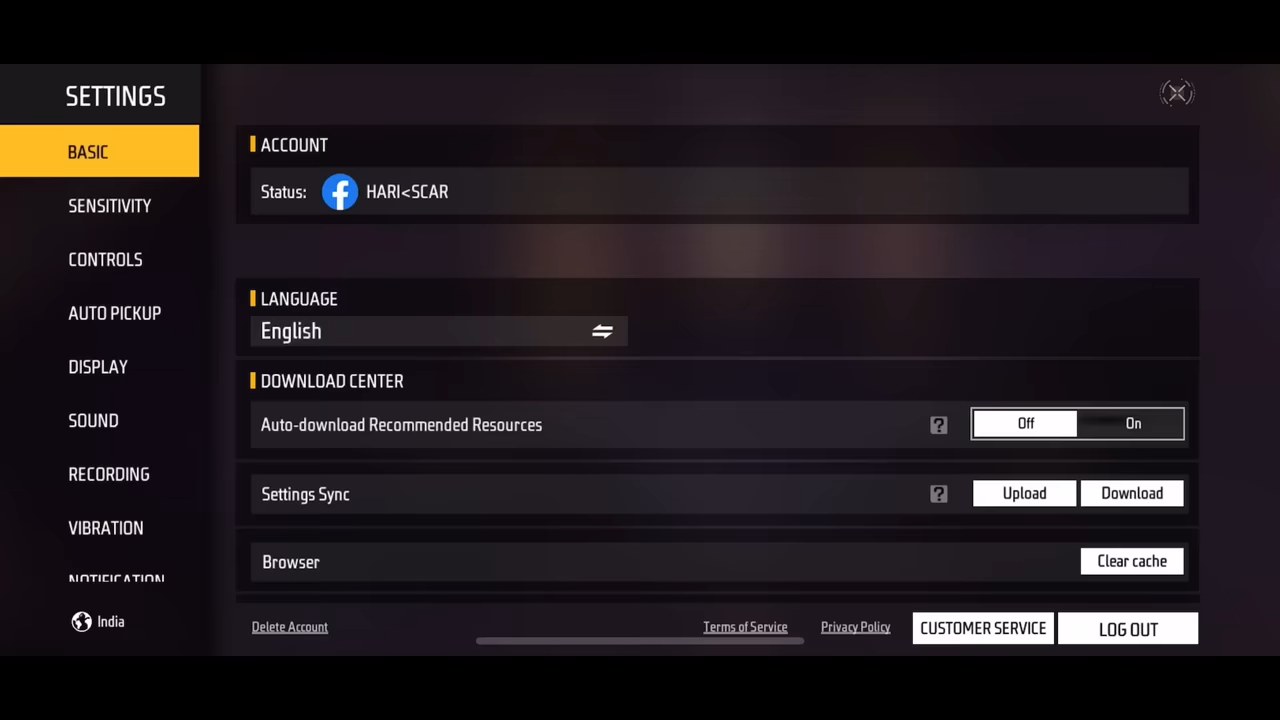 SETTINGS
BASIC
SENSITIVITY
CONTROLS
AUTO PICKUP
DISPLAY
SOUND
RECORDING
VIBRATION
NOTIFICATION
India
ACCOUNT
Status: HARI<SCAR
LANGUAGE
English
DOWNLOAD CENTER
Auto-download Recommended Resources ? Off On
Settings Sync ? Upload Download
Browser Clear cache
Delete Account Terms of Service Privacy Policy CUSTOMER SERVICE LOG OUT